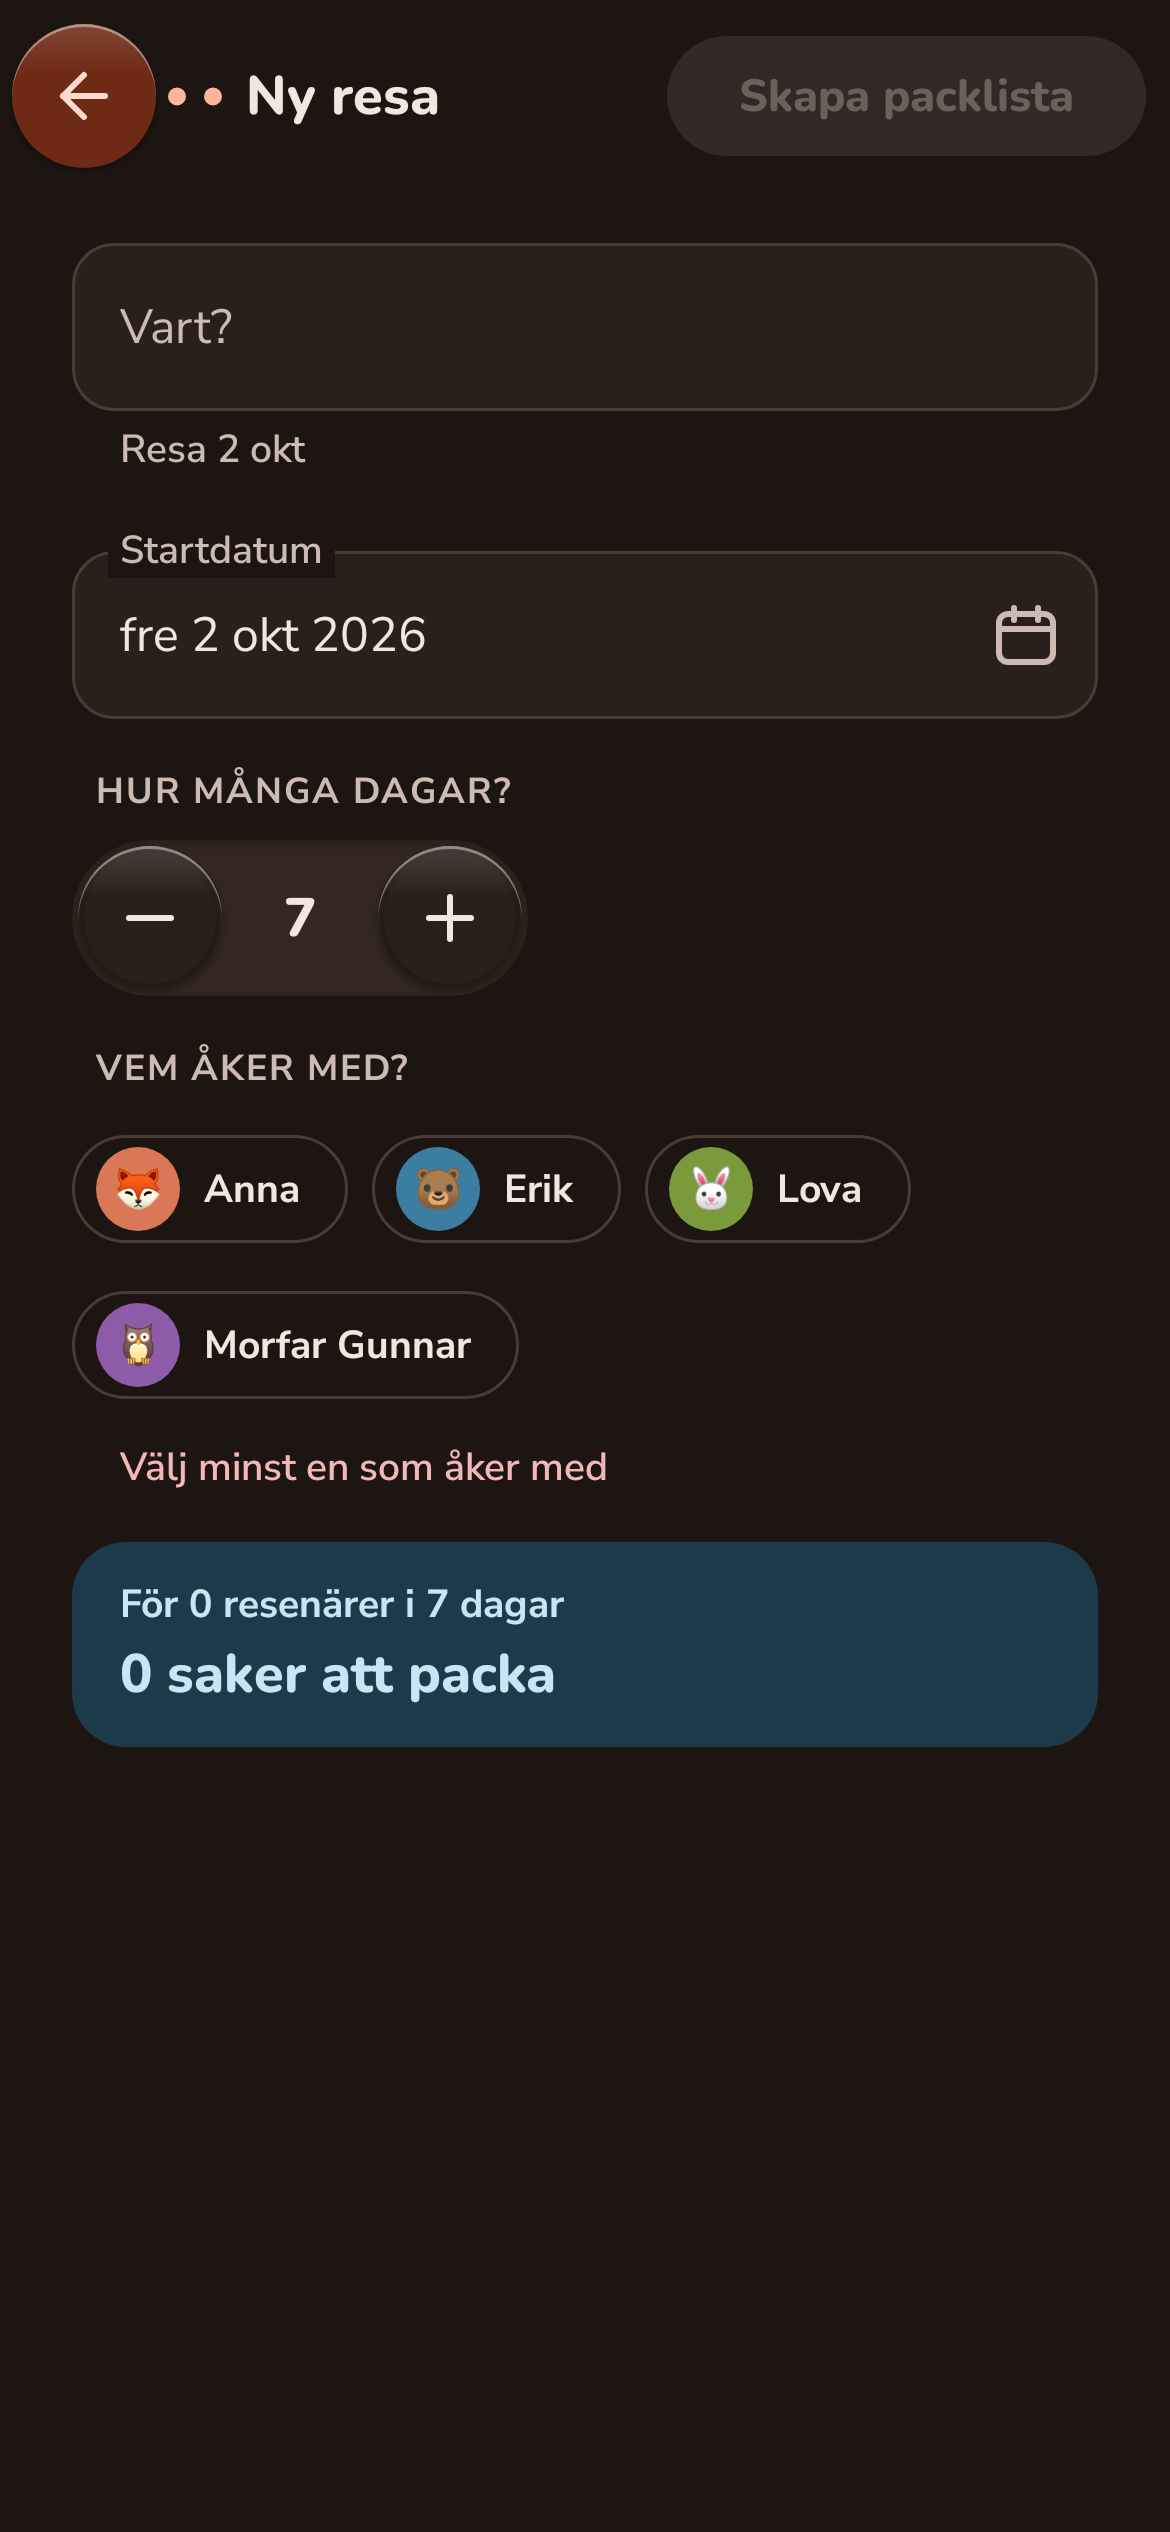 Ny resa
Skapa packlista
Vart?
Resa 2 okt
Startdatum
fre 2 okt 2026
HUR MÅNGA DAGAR?
7
VEM ÅKER MED?
Anna
Erik
Lova
Morfar Gunnar
Välj minst en som åker med
För 0 resenärer i 7 dagar
0 saker att packa